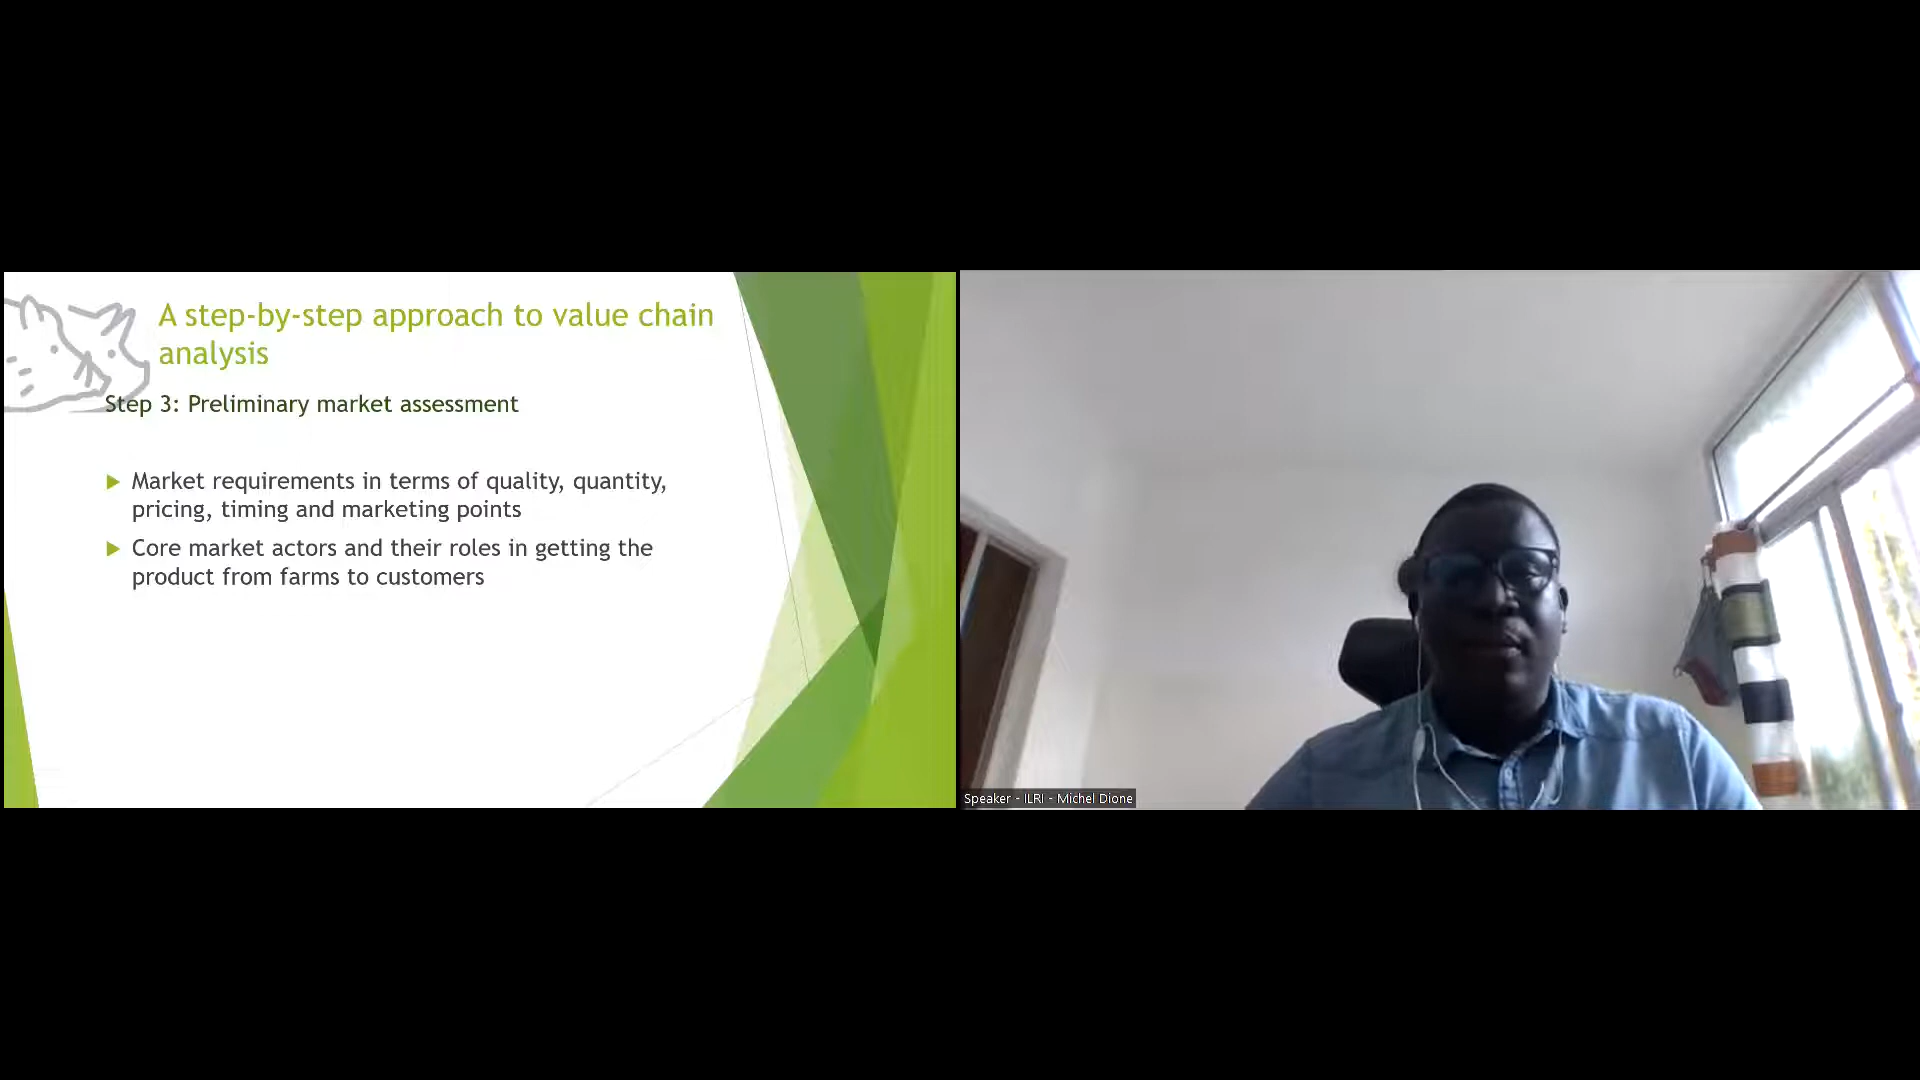 A step-by-step approach to value chain
analysis
Step 3: Preliminary market assessment
Market requirements in terms of quality, quantity,
pricing, timing and marketing points
Core market actors and their roles in getting the
product from farms to customers
Speaker - ILRI - Michel Dione